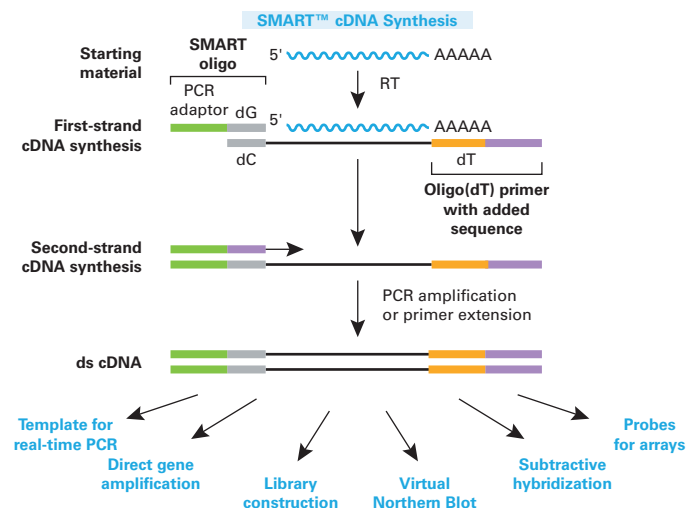 SMART™ cDNA Synthesis
Starting
material
SMART
oligo
5'
AAAAA
RT
PCR
adaptor
dG
First-strand
cDNA synthesis
5'
AAAAA
dC
dT
Oligo(dT) primer
with added
sequence
Second-strand
cDNA synthesis
PCR amplification
or primer extension
ds cDNA
Template for
real-time PCR
Direct gene
amplification
Library
construction
Virtual
Northern Blot
Subtractive
hybridization
Probes
for arrays